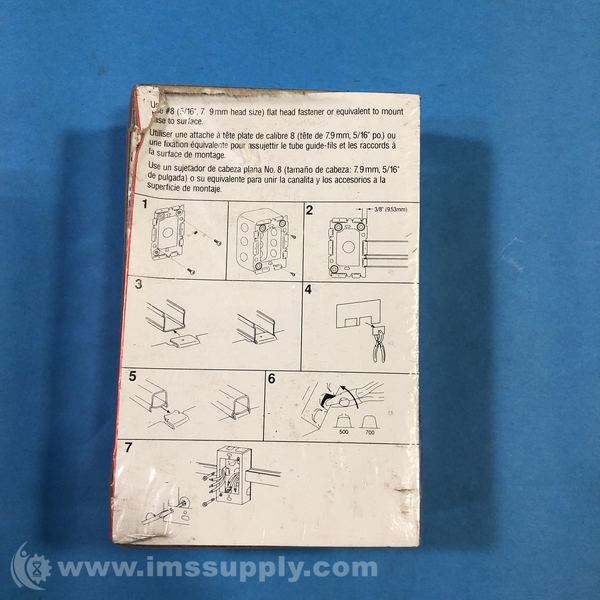 #8 (5/16", 7.9mm head size) flat head fastener or equivalent to mount
base to surface.
Utiliser une attache à tête plate de calibre 8 (tête de 7.9mm, 5/16" po.) ou
une fixation équivalente pour assujettir le tube guide-fils et les raccords à
la surface de montage.
Use un sujetador de cabeza plana No. 8 (tamaño de cabeza: 7.9mm, 5/16"
de pulgada) o su equivalente para unir la canalita y los accesorios a la
superficie de montaje.
1
2
3/8" (9.53mm)
3
4
5
6
500 700
7
www.imssupply.com